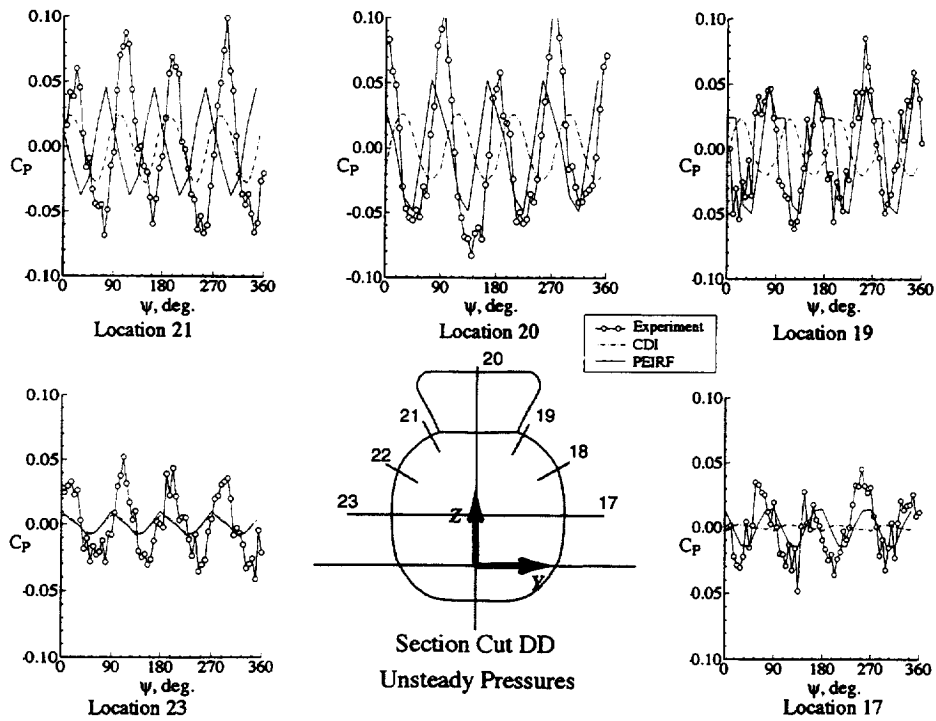 0.10
0.05
0.00
CP
-0.05
-0.10
0 90 180 270 360
ψ, deg.
Location 21
0.10
0.05
0.00
CP
-0.05
-0.10
0 90 180 270 360
ψ, deg.
Location 20
0.10
0.05
0.00
CP
-0.05
-0.10
0 90 180 270 360
ψ, deg.
Location 19
Experiment
CDI
PEIRF
0.10
0.05
0.00
CP
-0.05
-0.10
0 90 180 270 360
ψ, deg.
Location 23
20
21
19
22
18
23
17
Z
Y
Section Cut DD
Unsteady Pressures
0.10
0.05
0.00
CP
-0.05
-0.10
0 90 180 270 360
ψ, deg.
Location 17